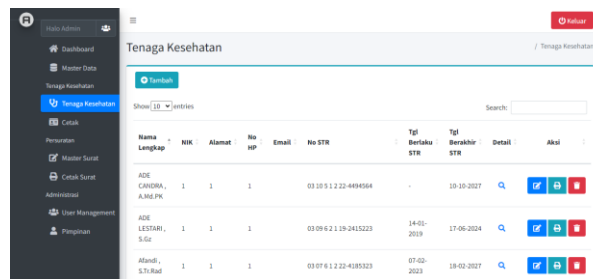 R
Halo Admin
Keluar
Dashboard
Master Data
Tenaga Kesehatan
Tenaga Kesehatan
Cetak
Persuratan
Master Surat
Cetak Surat
Administrasi
User Management
Pimpinan
Tenaga Kesehatan
/ Tenaga Kesehatan
Tambah
Show 10 entries
Search:
Nama Lengkap NIK Alamat No HP Email No STR Tgl Berlaku STR Tgl Berakhir STR Detail Aksi
ADE CANDRA, A.Md.PK 1 1 1 03 10 5 1 2 22-4494564 - 10-10-2027
ADE LESTARI, S.Gz 1 1 1 03 09 6 2 1 19-2415223 14-01-2019 17-06-2024
Afandi, S.Tr.Rad 1 1 1 03 07 6 1 2 22-4185323 07-02-2023 18-02-2027